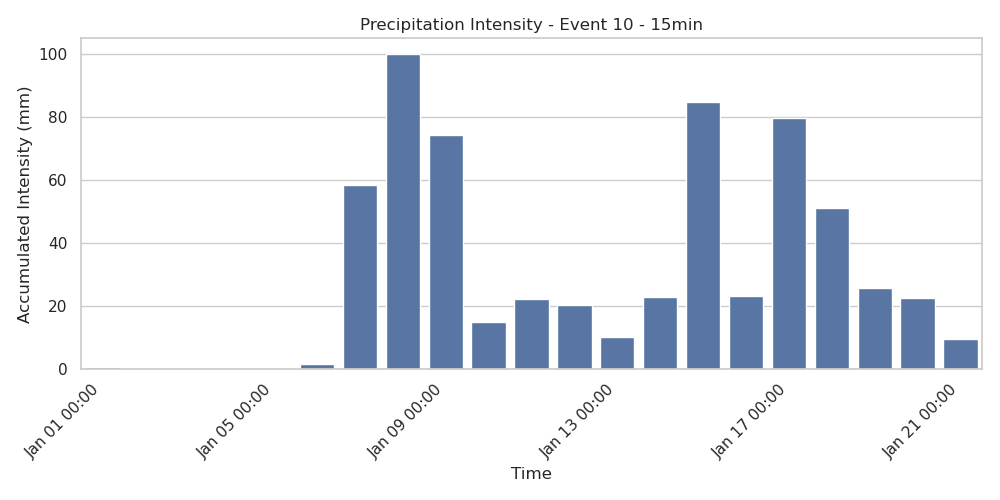 Precipitation Intensity - Event 10 - 15min
Accumulated Intensity (mm)
100
80
60
40
20
0
Jan 01 00:00
Jan 05 00:00
Jan 09 00:00
Jan 13 00:00
Jan 17 00:00
Jan 21 00:00
Time